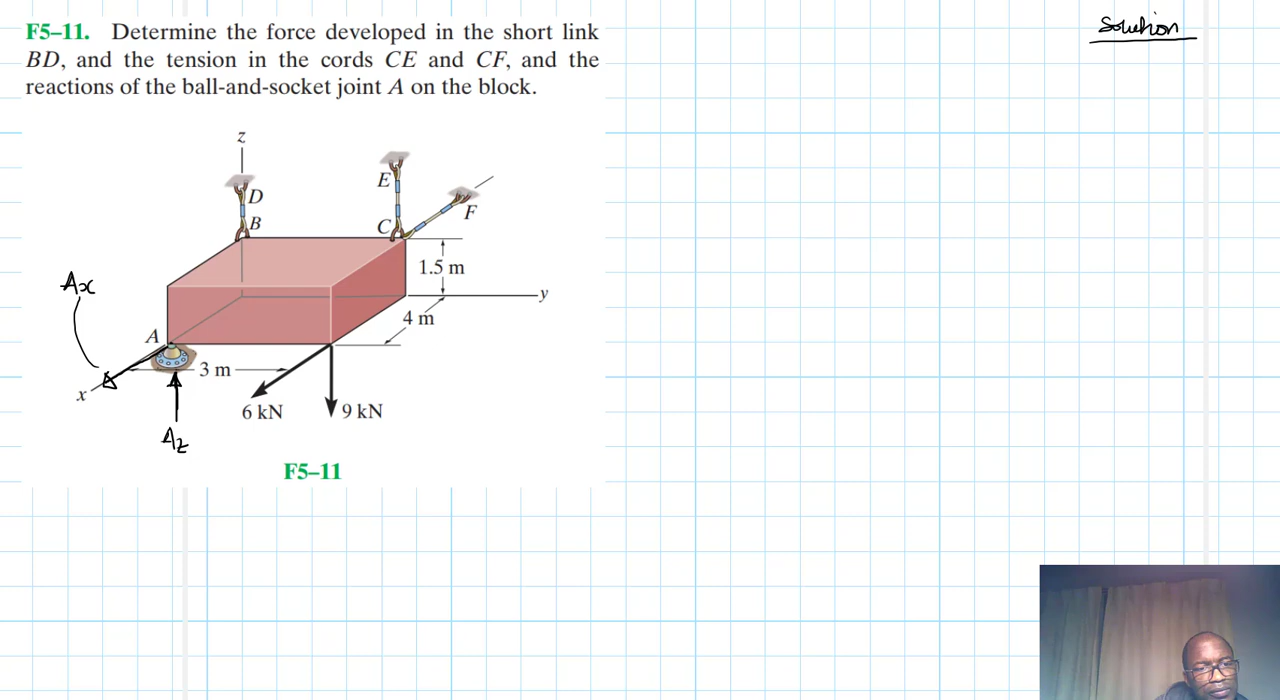 F5–11. Determine the force developed in the short link
BD, and the tension in the cords CE and CF, and the
reactions of the ball-and-socket joint A on the block.
Solution
z
D
B
E
C
F
1.5 m
y
4 m
Ax
A
3 m
x
6 kN
9 kN
Az
F5–11